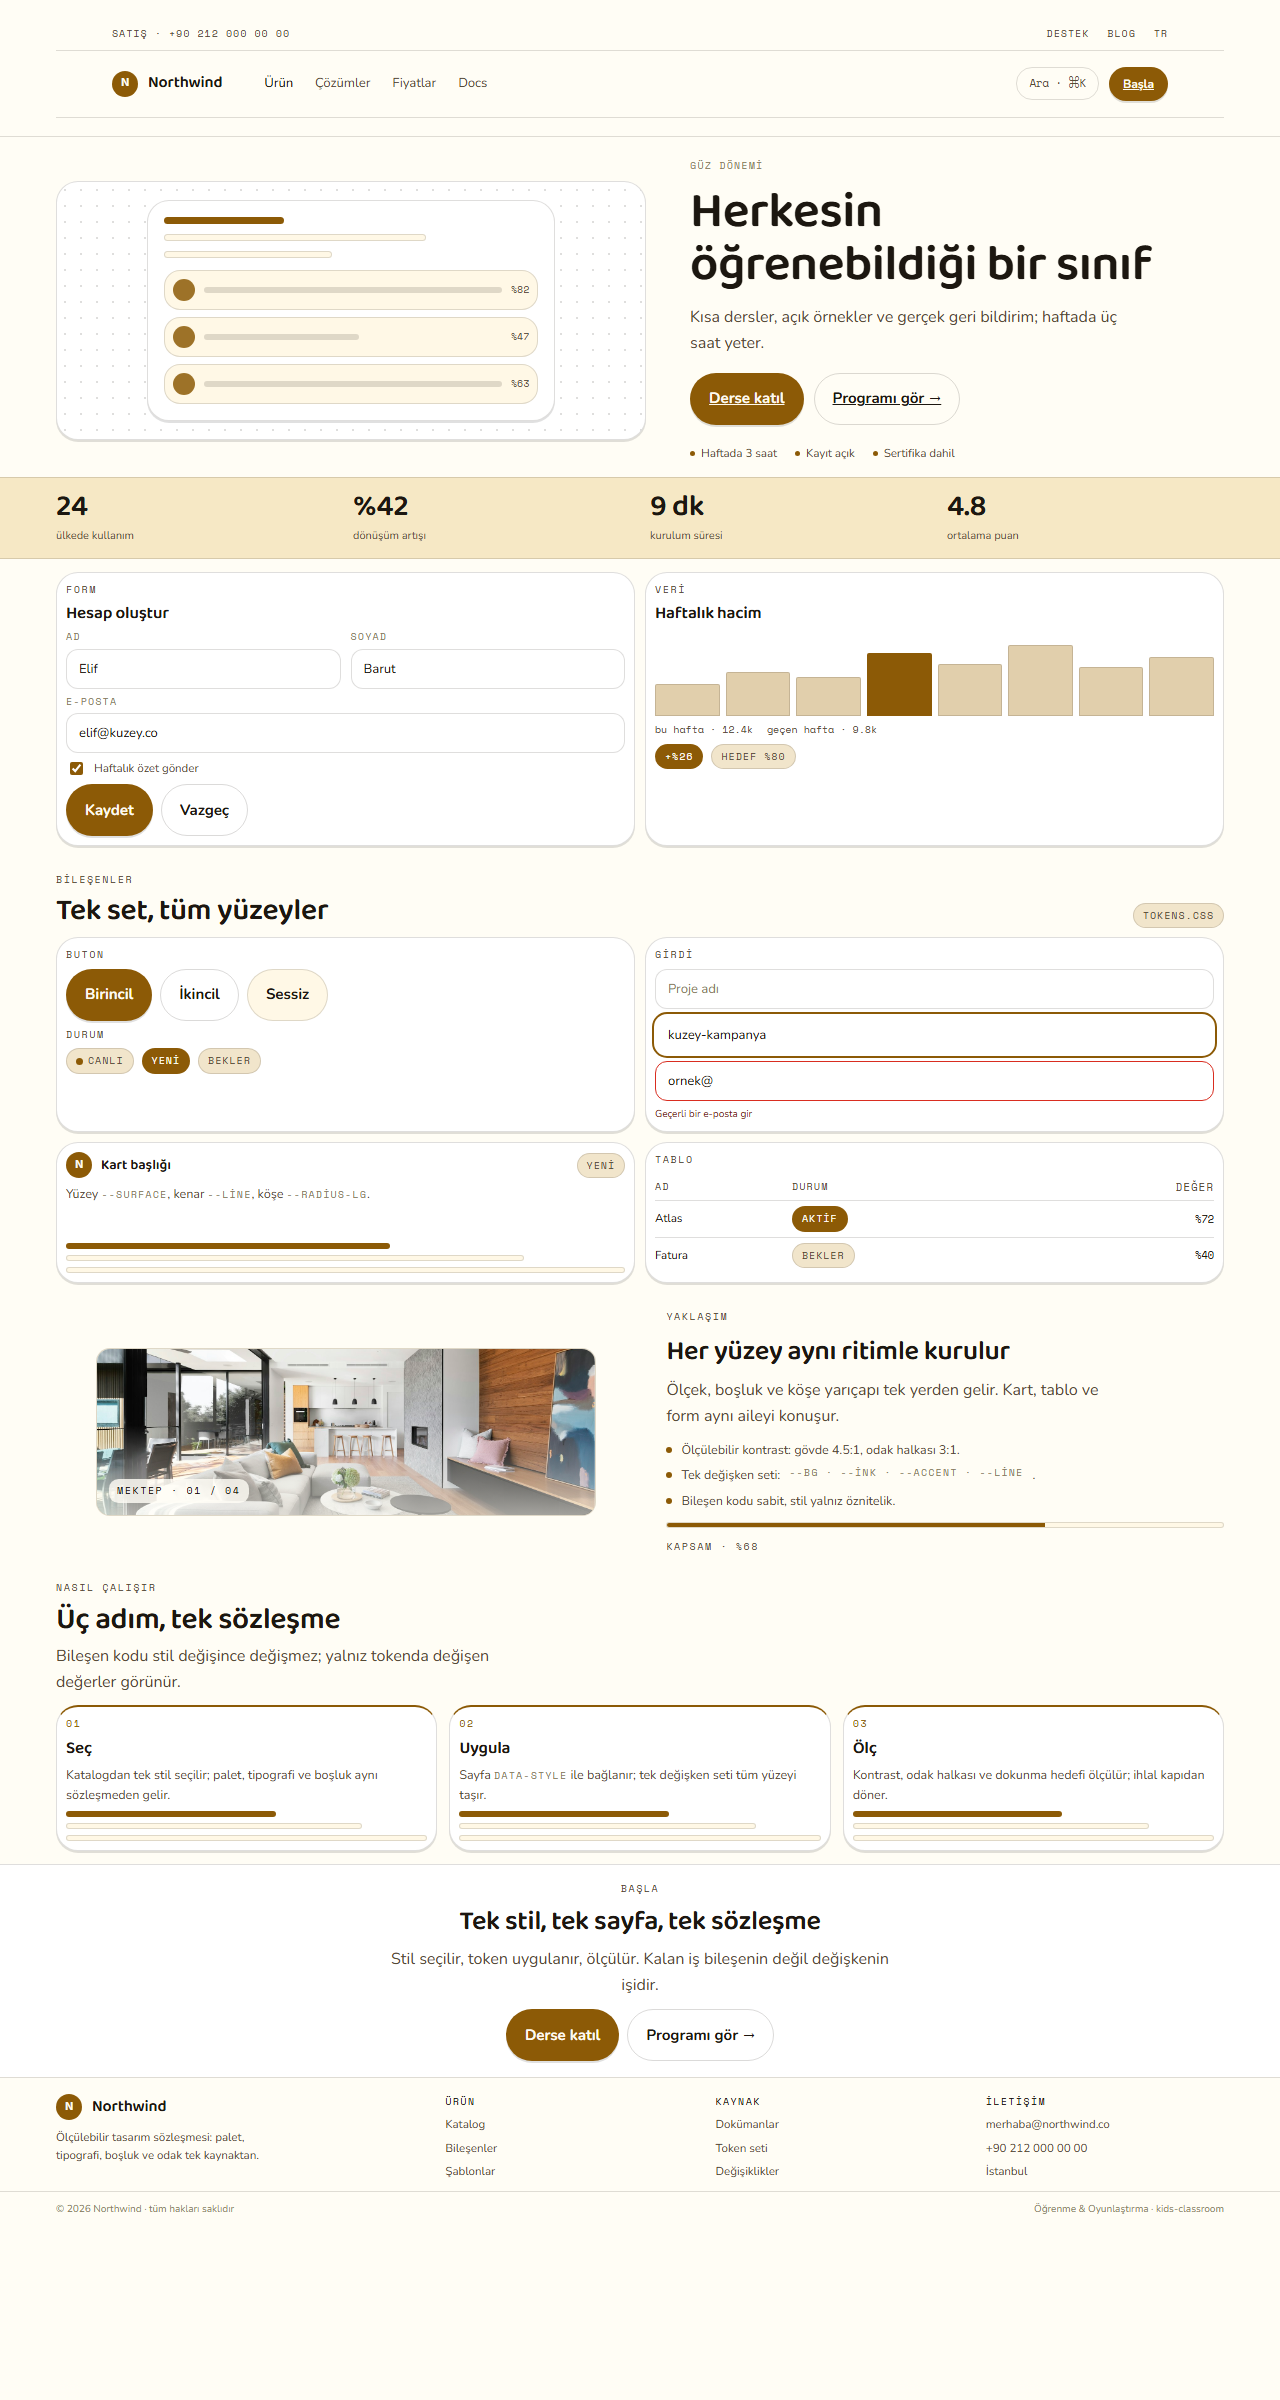 SATIŞ · +90 212 000 00 00
DESTEK BLOG TR
N Northwind Ürün Çözümler Fiyatlar Docs
Ara · ⌘K Başla
GÜZ DÖNEMİ
Herkesin
öğrenebildiği bir sınıf
Kısa dersler, açık örnekler ve gerçek geri bildirim; haftada üç
saat yeter.
Derse katıl Programı gör →
Haftada 3 saat Kayıt açık Sertifika dahil
%82
%47
%63
24 %42 9 dk 4.8
ülkede kullanım dönüşüm artışı kurulum süresi ortalama puan
FORM
Hesap oluştur
AD SOYAD
Elif Barut
E-POSTA
elif@kuzey.co
Haftalık özet gönder
Kaydet Vazgeç
VERİ
Haftalık hacim
bu hafta · 12.4k geçen hafta · 9.8k
+%26 HEDEF %80
BİLEŞENLER
Tek set, tüm yüzeyler
TOKENS.CSS
BUTON
Birincil İkincil Sessiz
DURUM
CANLI YENİ BEKLER
GİRDİ
Proje adı
kuzey-kampanya
ornek@
Geçerli bir e-posta gir
N Kart başlığı YENİ
Yüzey --SURFACE, kenar --LİNE, köşe --RADİUS-LG.
TABLO
AD DURUM DEĞER
Atlas AKTİF %72
Fatura BEKLER %40
MEKTEP · 01 / 04
YAKLAŞIM
Her yüzey aynı ritimle kurulur
Ölçek, boşluk ve köşe yarıçapı tek yerden gelir. Kart, tablo ve
form aynı aileyi konuşur.
Ölçülebilir kontrast: gövde 4.5:1, odak halkası 3:1.
Tek değişken seti: --BG · --İNK · --ACCENT · --LİNE .
Bileşen kodu sabit, stil yalnız öznitelik.
KAPSAM · %68
NASIL ÇALIŞIR
Üç adım, tek sözleşme
Bileşen kodu stil değişince değişmez; yalnız tokenda değişen
değerler görünür.
01
Seç
Katalogdan tek stil seçilir; palet, tipografi ve boşluk aynı
sözleşmeden gelir.
02
Uygula
Sayfa DATA-STYLE ile bağlanır; tek değişken seti tüm yüzeyi
taşır.
03
Ölç
Kontrast, odak halkası ve dokunma hedefi ölçülür; ihlal kapıdan
döner.
BAŞLA
Tek stil, tek sayfa, tek sözleşme
Stil seçilir, token uygulanır, ölçülür. Kalan iş bileşenin değil değişkenin
işidir.
Derse katıl Programı gör →
N Northwind
Ölçülebilir tasarım sözleşmesi: palet,
tipografi, boşluk ve odak tek kaynaktan.
ÜRÜN
Katalog
Bileşenler
Şablonlar
KAYNAK
Dokümanlar
Token seti
Değişiklikler
İLETİŞİM
merhaba@northwind.co
+90 212 000 00 00
İstanbul
© 2026 Northwind · tüm hakları saklıdır
Öğrenme & Oyunlaştırma · kids-classroom